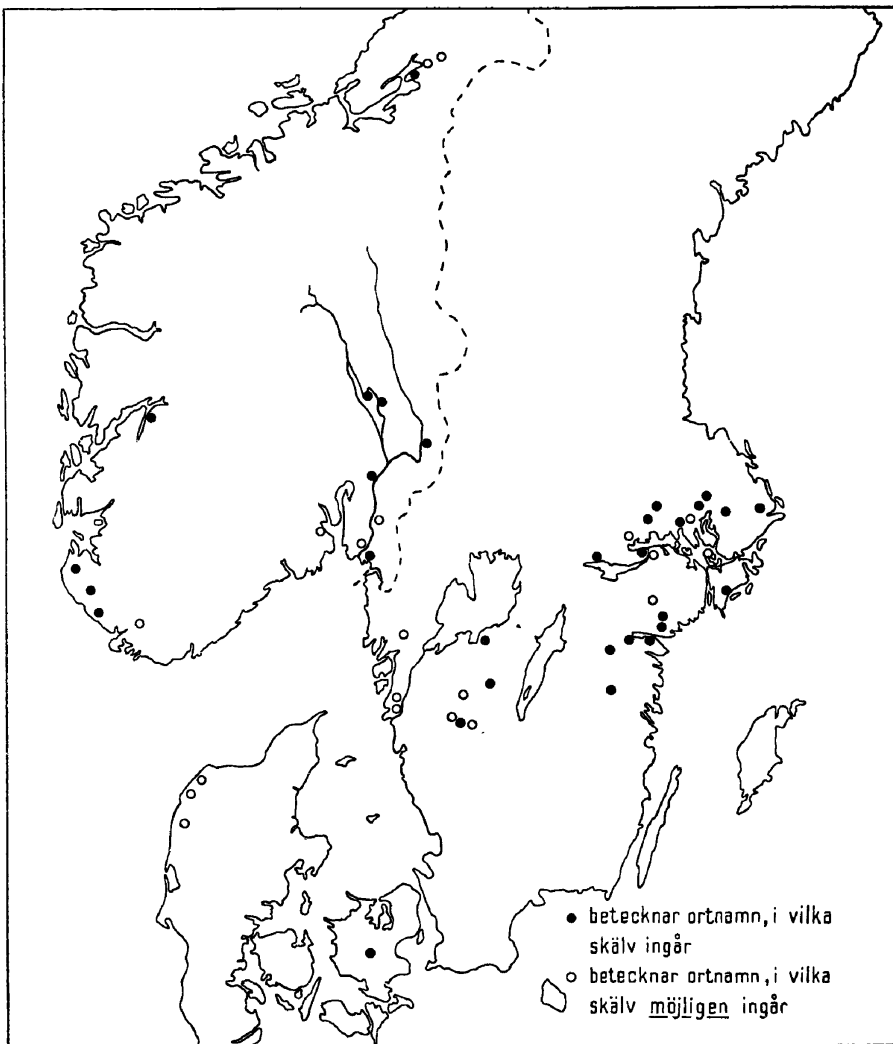 ● betecknar ortnamn, i vilka
skälv ingår
○ betecknar ortnamn, i vilka
skälv möjligen ingår